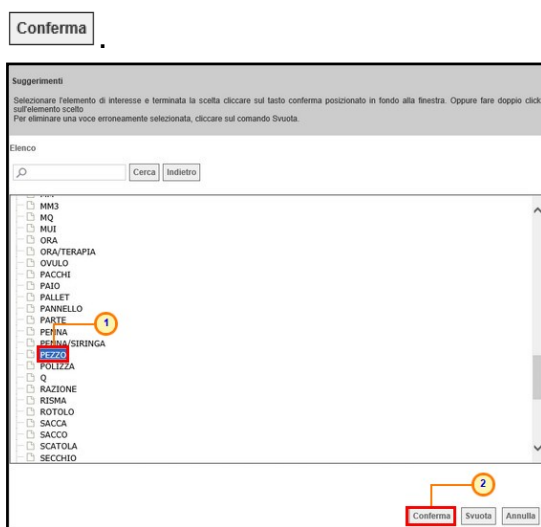 Conferma .
Suggerimenti
Selezionare l'elemento di interesse e terminata la scelta cliccare sul tasto conferma posizionato in fondo alla finestra. Oppure fare doppio click
sull'elemento scelto
Per eliminare una voce erroneamente selezionata, cliccare sul comando Svuota.
Elenco
Cerca Indietro
MM3
MQ
MUI
ORA
ORA/TERAPIA
OVULO
PACCHI
PAIO
PALLET
PANNELLO
PARTE
1
PENNA
PENNA/SIRINGA
PEZZO
POLIZZA
Q
RAZIONE
RISMA
ROTOLO
SACCA
SACCO
SCATOLA
SECCHIO
2
Conferma Svuota Annulla